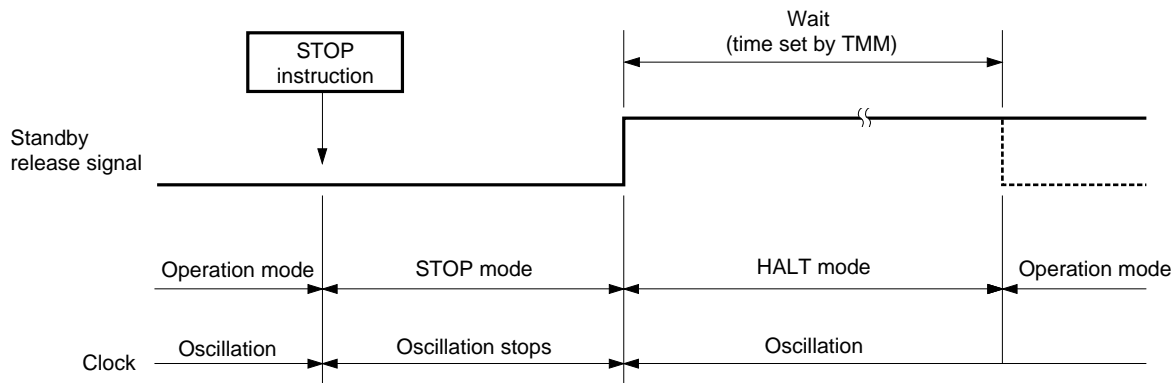 Wait
(time set by TMM)
STOP
instruction
Standby
release signal
Operation mode
STOP mode
HALT mode
Operation mode
Clock
Oscillation
Oscillation stops
Oscillation